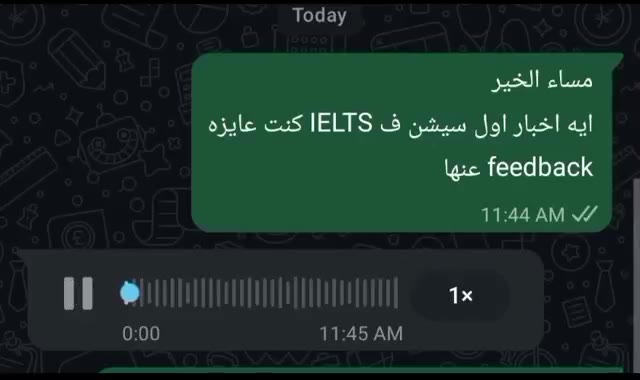 Today
مساء الخير
ايه اخبار اول سيشن ف IELTS كنت عايزه
feedback عنها
11:44 AM
1×
0:00
11:45 AM